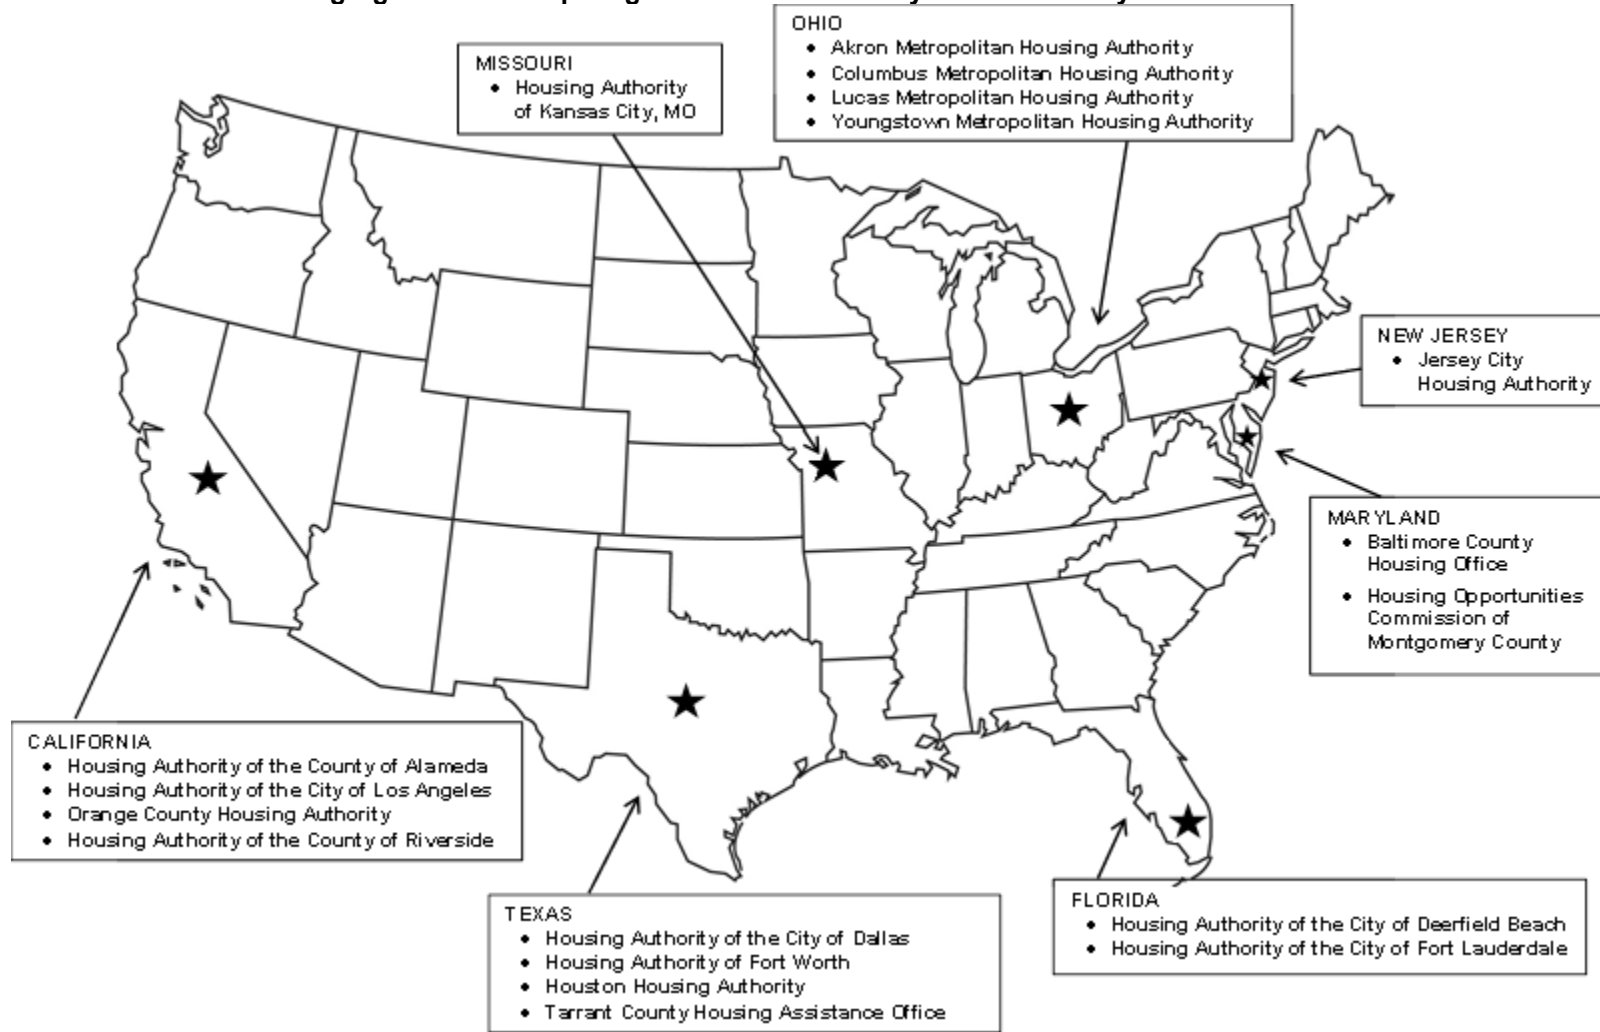 OHIO
• Akron Metropolitan Housing Authority
• Columbus Metropolitan Housing Authority
• Lucas Metropolitan Housing Authority
• Youngstown Metropolitan Housing Authority
MISSOURI
• Housing Authority
of Kansas City, MO
NEW JERSEY
• Jersey City
Housing Authority
MARYLAND
• Baltimore County
Housing Office
• Housing Opportunities
Commission of
Montgomery County
CALIFORNIA
• Housing Authority of the County of Alameda
• Housing Authority of the City of Los Angeles
• Orange County Housing Authority
• Housing Authority of the County of Riverside
TEXAS
• Housing Authority of the City of Dallas
• Housing Authority of Fort Worth
• Houston Housing Authority
• Tarrant County Housing Assistance Office
FLORIDA
• Housing Authority of the City of Deerfield Beach
• Housing Authority of the City of Fort Lauderdale